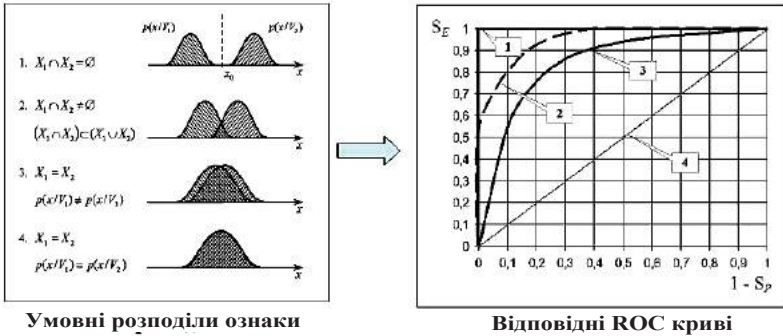 p(x/V₁) p(x/V₂)
x₀ x
1. X₁ ∩ X₂ = Ø
2. X₁ ∩ X₂ ≠ Ø
(X₁ ∩ X₂) ⊂ (X₁ ∪ X₂)
x
3. X₁ = X₂
p(x/V₁) ≠ p(x/V₂)
x
4. X₁ = X₂
p(x/V₁) = p(x/V₂)
x
Умовні розподіли ознаки
S_E
1
0,9
0,8
0,7
0,6
0,5
0,4
0,3
0,2
0,1
0
1
2
3
4
0 0,1 0,2 0,3 0,4 0,5 0,6 0,7 0,8 0,9 1
1 - S_P
Відповідні ROC криві